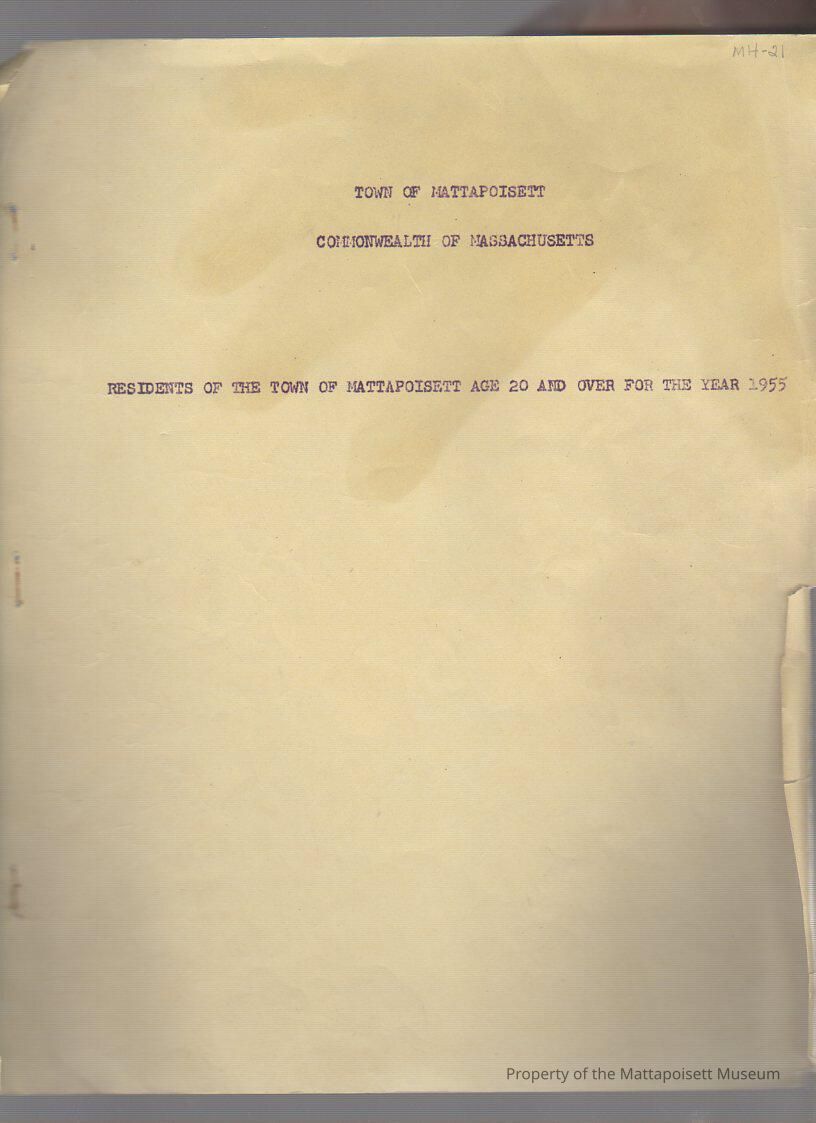 MH-21
TOWN OF MATTAPOISETT
COMMONWEALTH OF MASSACHUSETTS
RESIDENTS OF THE TOWN OF MATTAPOISETT AGE 20 AND OVER FOR THE YEAR 1955
Property of the Mattapoisett Museum